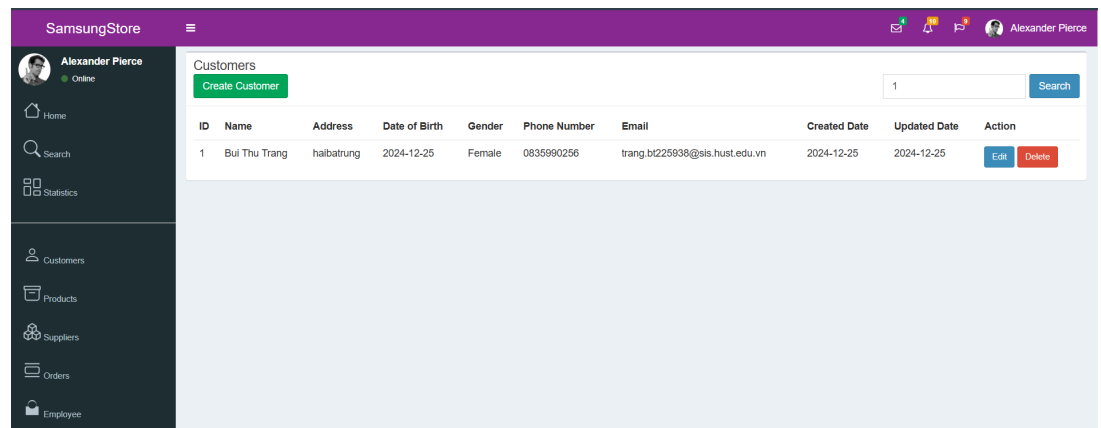 SamsungStore
4 10 9 Alexander Pierce
Alexander Pierce
Online
Home
Search
Statistics
Customers
Products
Suppliers
Orders
Employee
Customers
Create Customer
1 Search
ID Name Address Date of Birth Gender Phone Number Email Created Date Updated Date Action
1 Bui Thu Trang haibatrung 2024-12-25 Female 0835990256 trang.bt225938@sis.hust.edu.vn 2024-12-25 2024-12-25 Edit Delete